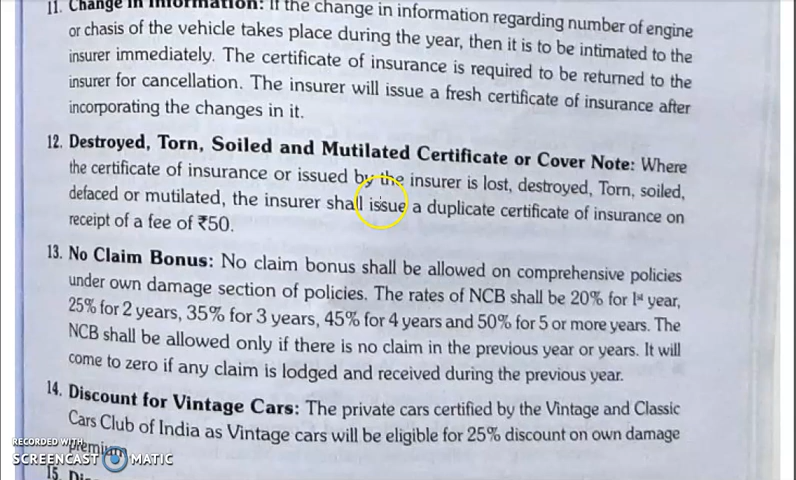 11. Change in Information: If the change in information regarding number of engine
or chasis of the vehicle takes place during the year, then it is to be intimated to the
insurer immediately. The certificate of insurance is required to be returned to the
insurer for cancellation. The insurer will issue a fresh certificate of insurance after
incorporating the changes in it.
12. Destroyed, Torn, Soiled and Mutilated Certificate or Cover Note: Where
the certificate of insurance or issued by the insurer is lost, destroyed, Torn, soiled,
defaced or mutilated, the insurer shall issue a duplicate certificate of insurance on
receipt of a fee of ₹50.
13. No Claim Bonus: No claim bonus shall be allowed on comprehensive policies
under own damage section of policies. The rates of NCB shall be 20% for 1st year,
25% for 2 years, 35% for 3 years, 45% for 4 years and 50% for 5 or more years. The
NCB shall be allowed only if there is no claim in the previous year or years. It will
come to zero if any claim is lodged and received during the previous year.
14. Discount for Vintage Cars: The private cars certified by the Vintage and Classic
Cars Club of India as Vintage cars will be eligible for 25% discount on own damage
premium.
15.
RECORDED WITH
SCREENCAST MATIC